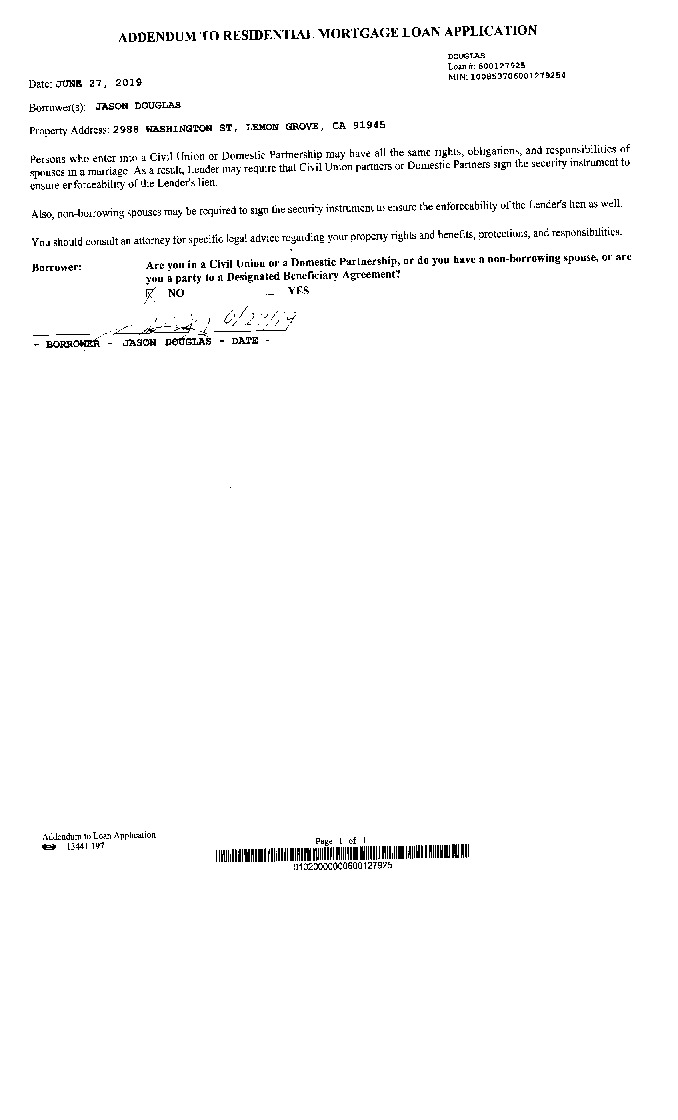 ADDENDUM TO RESIDENTIAL MORTGAGE LOAN APPLICATION
DOUGLAS
Loan #: 600127925
MIN: 100853706001279254
Date: JUNE 27, 2019
Borrower(s): JASON DOUGLAS
Property Address: 2988 WASHINGTON ST, LEMON GROVE, CA 91945
Persons who enter into a Civil Union or Domestic Partnership may have all the same rights, obligations, and responsibilities of
spouses in a marriage. As a result, Lender may require that Civil Union partners or Domestic Partners sign the security instrument to
ensure enforceability of the Lender's lien.
Also, non-borrowing spouses may be required to sign the security instrument to ensure the enforceability of the Lender's lien as well.
You should consult an attorney for specific legal advice regarding your property rights and benefits, protections, and responsibilities.
Borrower: Are you in a Civil Union or a Domestic Partnership, or do you have a non-borrowing spouse, or are
you a party to a Designated Beneficiary Agreement?
NO YES
- BORROWER - JASON DOUGLAS - DATE -
Addendum to Loan Application
13441.197
Page 1 of 1
01020000000600127925